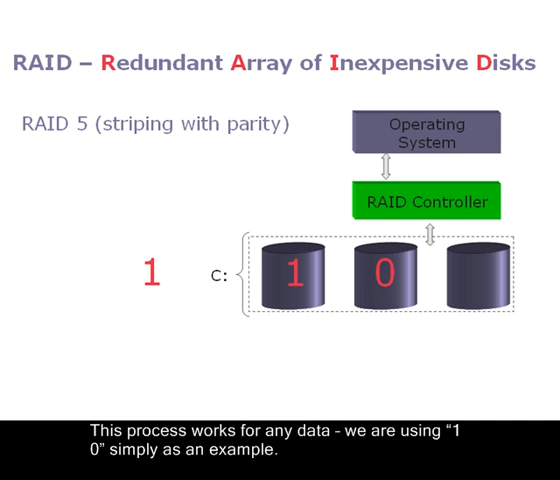 RAID – Redundant Array of Inexpensive Disks
RAID 5 (striping with parity)
Operating
System
RAID Controller
1
C:
1
0
This process works for any data – we are using “1
0” simply as an example.